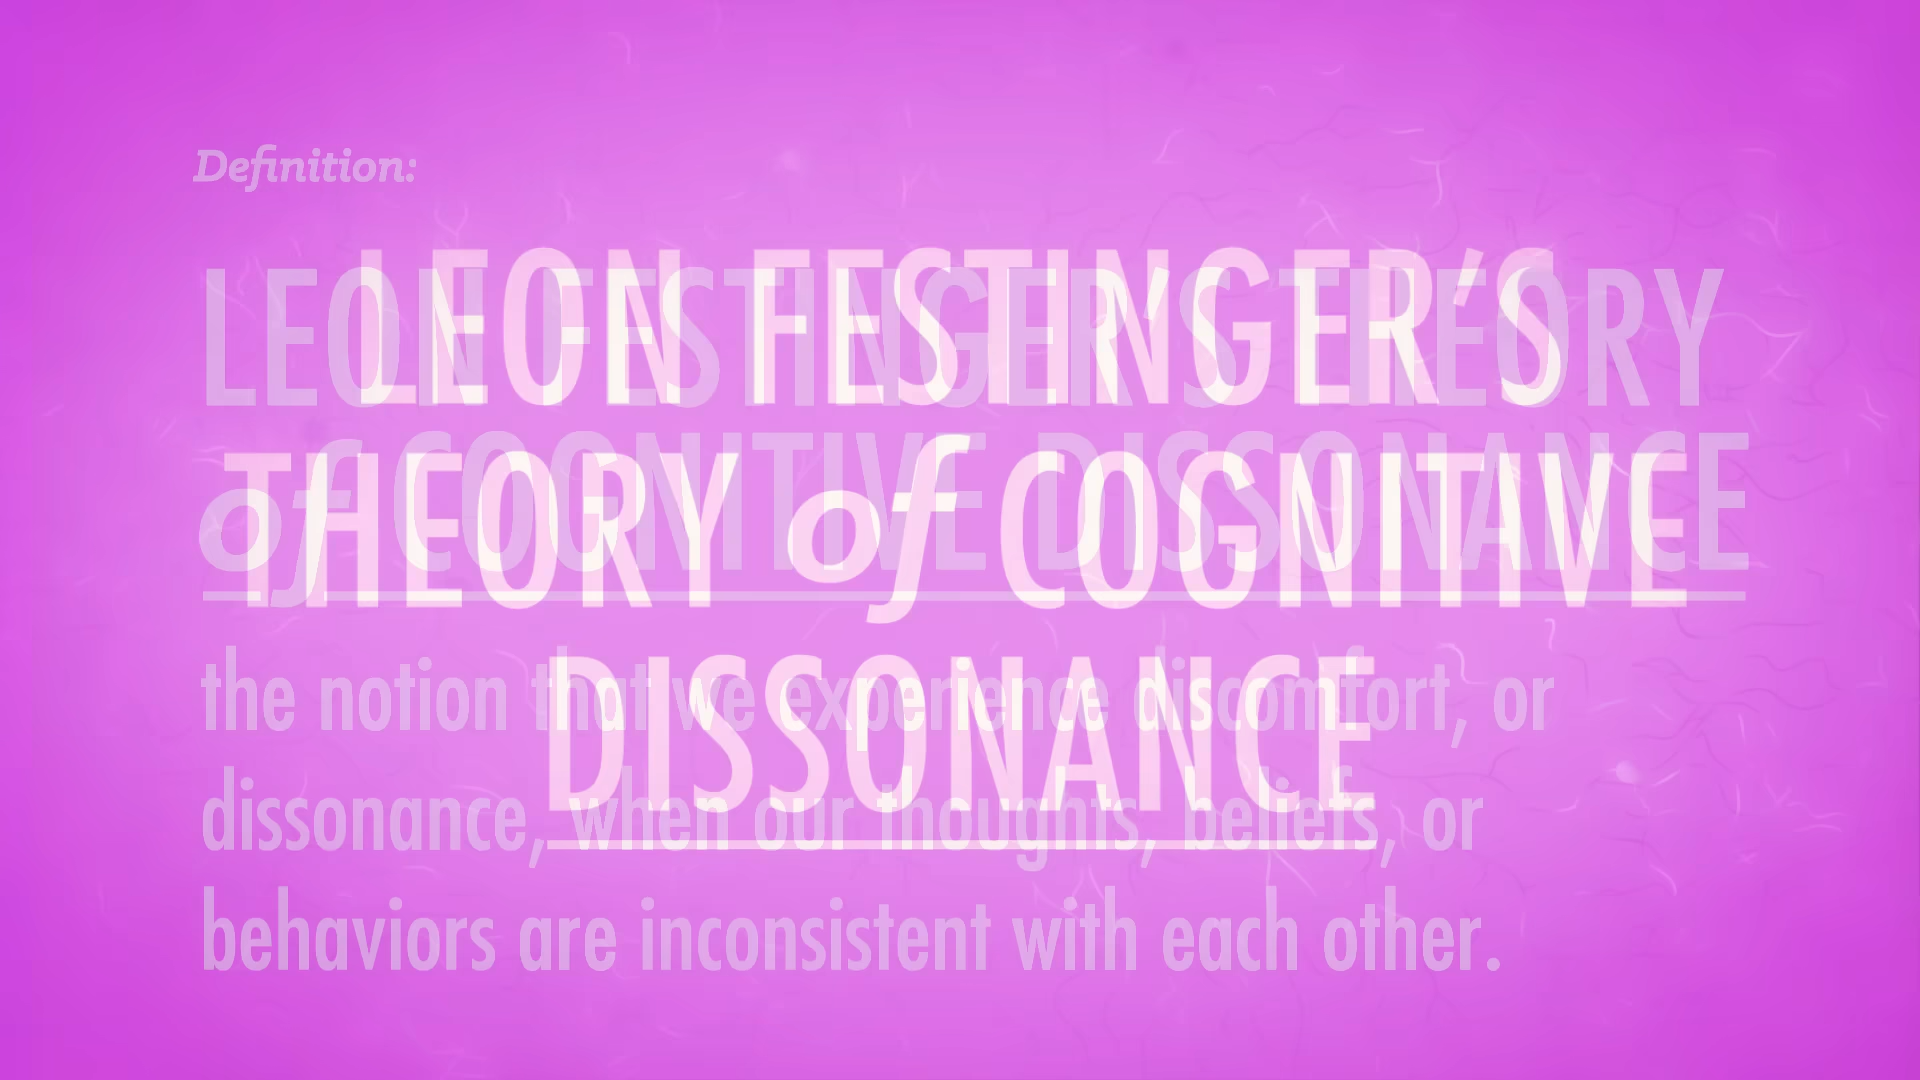 Definition:
LEON FESTINGER'S THEORY
of COGNITIVE DISSONANCE
the notion that we experience discomfort, or
dissonance, when our thoughts, beliefs, or
behaviors are inconsistent with each other.
LEON FESTINGER'S
THEORY of COGNITIVE
DISSONANCE